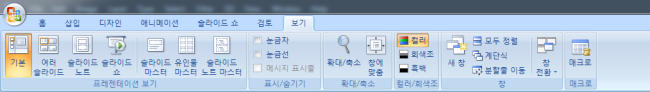 홈 삽입 디자인 애니메이션 슬라이드 쇼 검토 보기
기본
여러 슬라이드
슬라이드 노트
슬라이드 쇼
슬라이드 마스터
유인물 마스터
슬라이드 노트 마스터
프레젠테이션 보기
눈금자
눈금선
메시지 표시줄
표시/숨기기
확대/축소
창에 맞춤
확대/축소
컬러
회색조
흑백
컬러/회색조
새 창
모두 정렬
계단식
분할줄 이동
창 전환
창
매크로
매크로